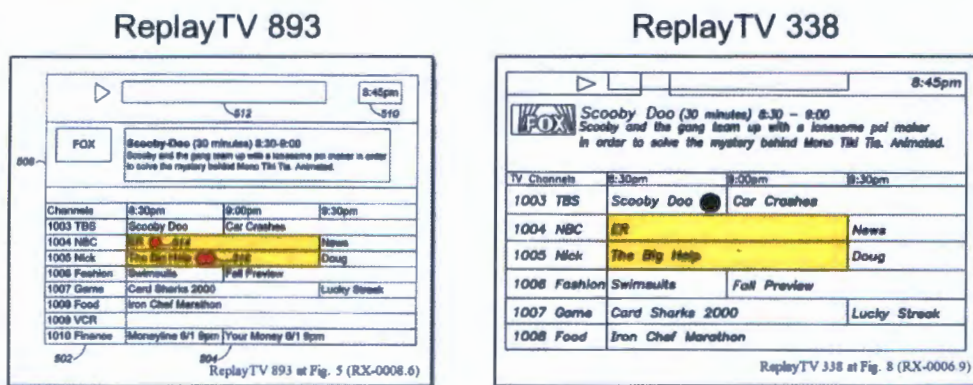 ReplayTV 893
8:45pm
512
510
FOX
Scooby Doo (30 minutes) 8:30-9:00
Scooby and the gang team up with a lonesome poi maker in order
to solve the mystery behind Mono Tiki Tia. Animated.
506
Channels 8:30pm 9:00pm 9:30pm
1003 TBS Scooby Doo Car Crashes
1004 NBC ER 514 News
1005 Nick The Big Help 516 Doug
1006 Fashion Swimsuits Fall Preview
1007 Game Card Sharks 2000 Lucky Streak
1008 Food Iron Chef Marathon
1009 VCR
1010 Finance Moneyline 6/1 9pm Your Money 6/1 8pm
502 504
ReplayTV 893 at Fig. 5 (RX-0008.6)
ReplayTV 338
8:45pm
FOX
Scooby Doo (30 minutes) 8:30 - 9:00
Scooby and the gang team up with a lonesome poi maker
in order to solve the mystery behind Mono Tiki Tia. Animated.
TV Channels 8:30pm 9:00pm 9:30pm
1003 TBS Scooby Doo Car Crashes
1004 NBC ER News
1005 Nick The Big Help Doug
1006 Fashion Swimsuits Fall Preview
1007 Game Card Sharks 2000 Lucky Streak
1008 Food Iron Chef Marathon
ReplayTV 338 at Fig. 8 (RX-0006.9)